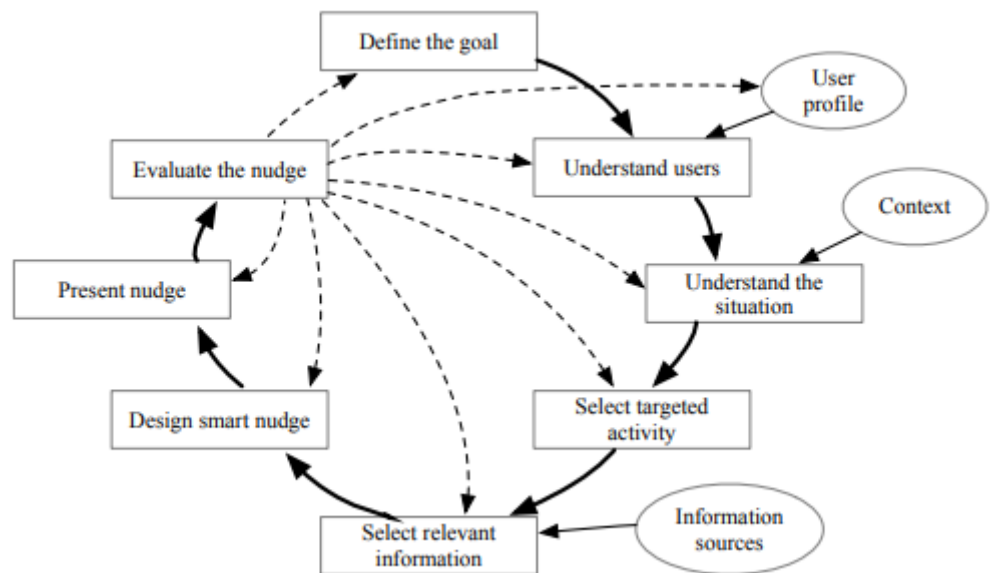 Define the goal
User
profile
Evaluate the nudge
Understand users
Context
Present nudge
Understand the
situation
Design smart nudge
Select targeted
activity
Select relevant
information
Information
sources